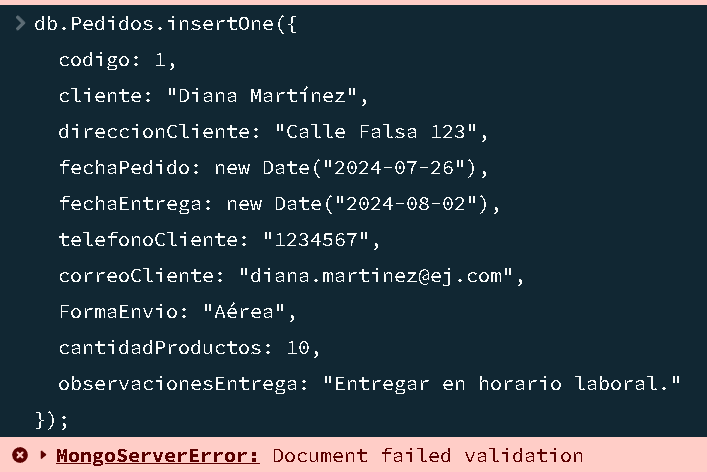 db.Pedidos.insertOne({
codigo: 1,
cliente: "Diana Martínez",
direccionCliente: "Calle Falsa 123",
fechaPedido: new Date("2024-07-26"),
fechaEntrega: new Date("2024-08-02"),
telefonoCliente: "1234567",
correoCliente: "diana.martinez@ej.com",
FormaEnvio: "Aérea",
cantidadProductos: 10,
observacionesEntrega: "Entregar en horario laboral."
});
MongoServerError: Document failed validation